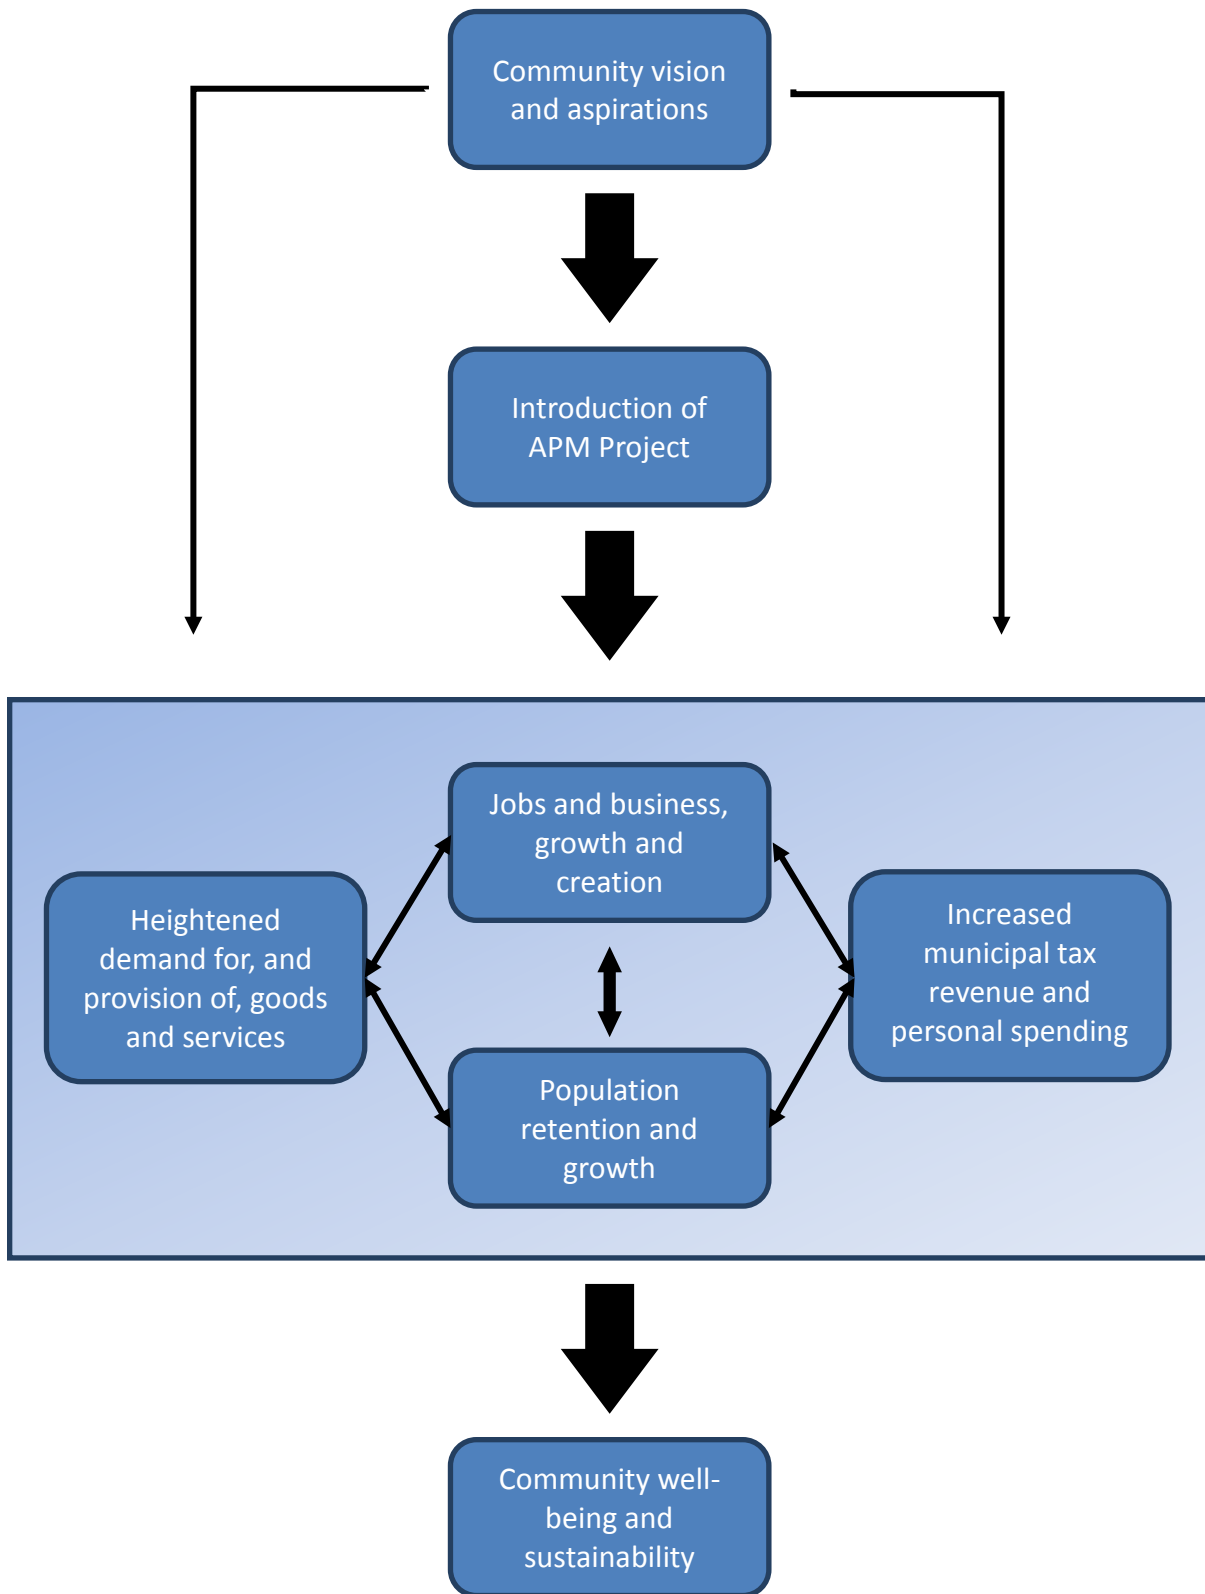 Community vision
and aspirations
Introduction of
APM Project
Jobs and business,
growth and
creation
Heightened
demand for, and
provision of, goods
and services
Increased
municipal tax
revenue and
personal spending
Population
retention and
growth
Community well-
being and
sustainability